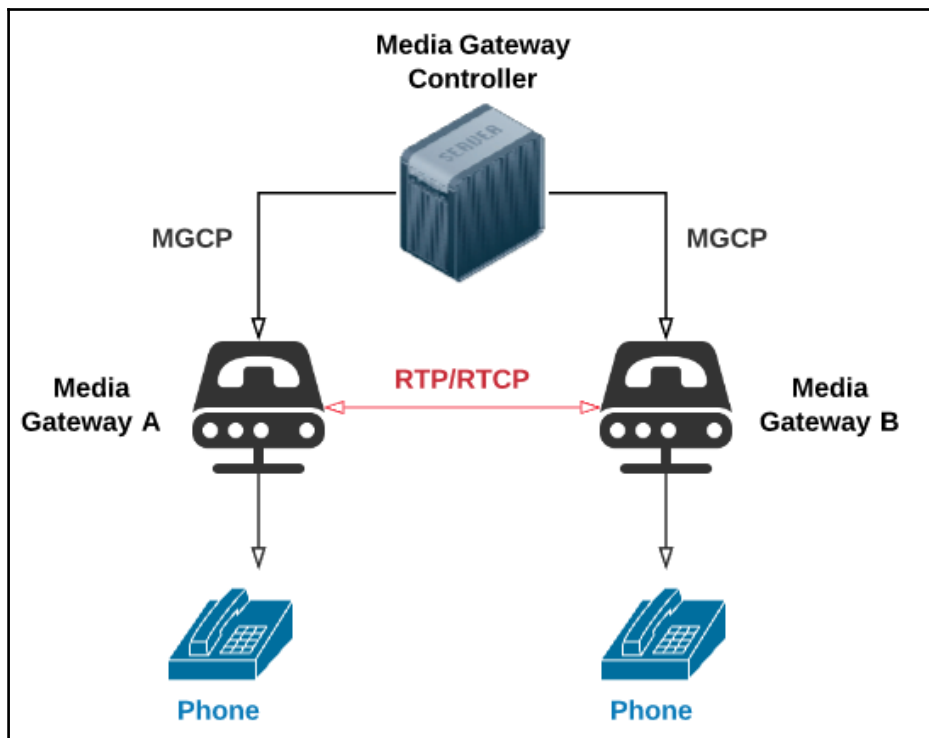 Media Gateway
Controller
SERVER
MGCP
MGCP
Media
Gateway A
RTP/RTCP
Media
Gateway B
Phone
Phone